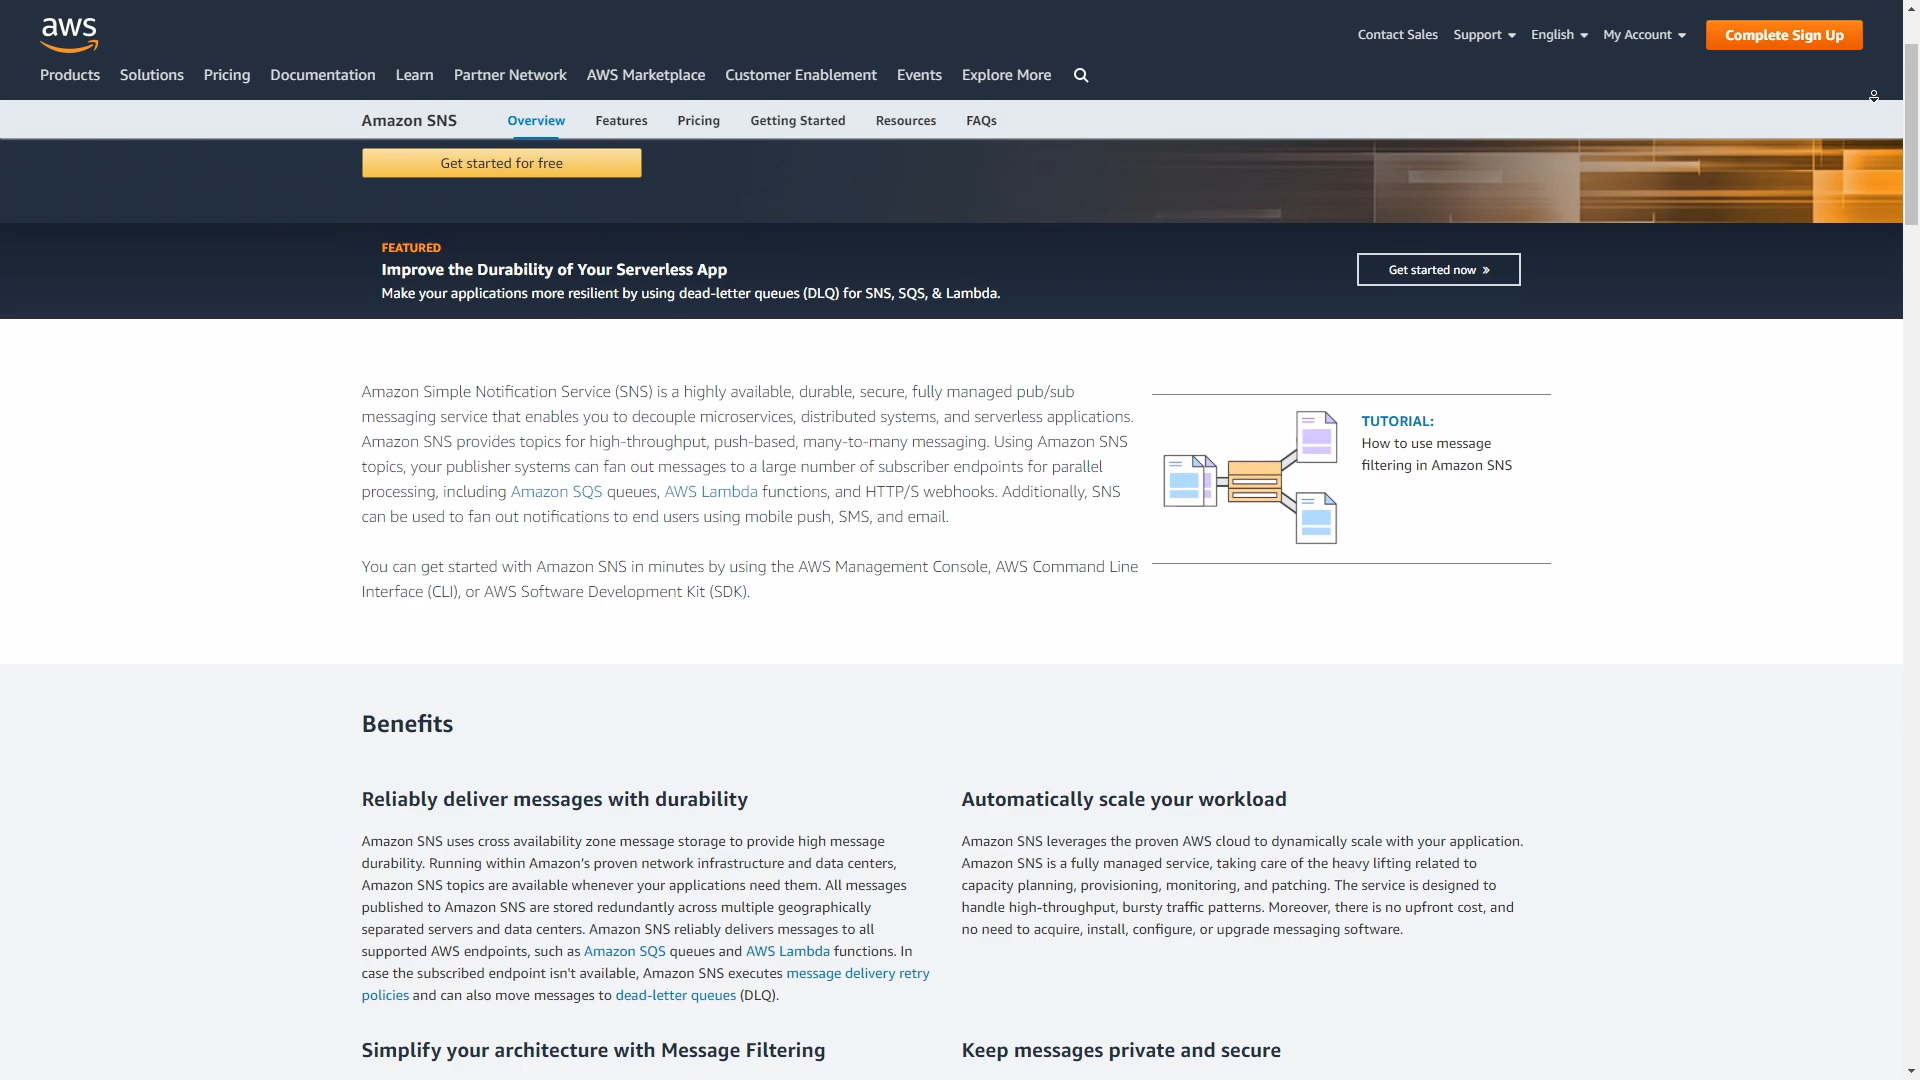 aws
Contact Sales Support English My Account Complete Sign Up
Products Solutions Pricing Documentation Learn Partner Network AWS Marketplace Customer Enablement Events Explore More
Amazon SNS Overview Features Pricing Getting Started Resources FAQs
Get started for free
FEATURED
Improve the Durability of Your Serverless App
Make your applications more resilient by using dead-letter queues (DLQ) for SNS, SQS, & Lambda.
Get started now »
Amazon Simple Notification Service (SNS) is a highly available, durable, secure, fully managed pub/sub
messaging service that enables you to decouple microservices, distributed systems, and serverless applications.
Amazon SNS provides topics for high-throughput, push-based, many-to-many messaging. Using Amazon SNS
topics, your publisher systems can fan out messages to a large number of subscriber endpoints for parallel
processing, including Amazon SQS queues, AWS Lambda functions, and HTTP/S webhooks. Additionally, SNS
can be used to fan out notifications to end users using mobile push, SMS, and email.
You can get started with Amazon SNS in minutes by using the AWS Management Console, AWS Command Line
Interface (CLI), or AWS Software Development Kit (SDK).
TUTORIAL:
How to use message
filtering in Amazon SNS
Benefits
Reliably deliver messages with durability
Amazon SNS uses cross availability zone message storage to provide high message
durability. Running within Amazon's proven network infrastructure and data centers,
Amazon SNS topics are available whenever your applications need them. All messages
published to Amazon SNS are stored redundantly across multiple geographically
separated servers and data centers. Amazon SNS reliably delivers messages to all
supported AWS endpoints, such as Amazon SQS queues and AWS Lambda functions. In
case the subscribed endpoint isn't available, Amazon SNS executes message delivery retry
policies and can also move messages to dead-letter queues (DLQ).
Automatically scale your workload
Amazon SNS leverages the proven AWS cloud to dynamically scale with your application.
Amazon SNS is a fully managed service, taking care of the heavy lifting related to
capacity planning, provisioning, monitoring, and patching. The service is designed to
handle high-throughput, bursty traffic patterns. Moreover, there is no upfront cost, and
no need to acquire, install, configure, or upgrade messaging software.
Simplify your architecture with Message Filtering
Keep messages private and secure